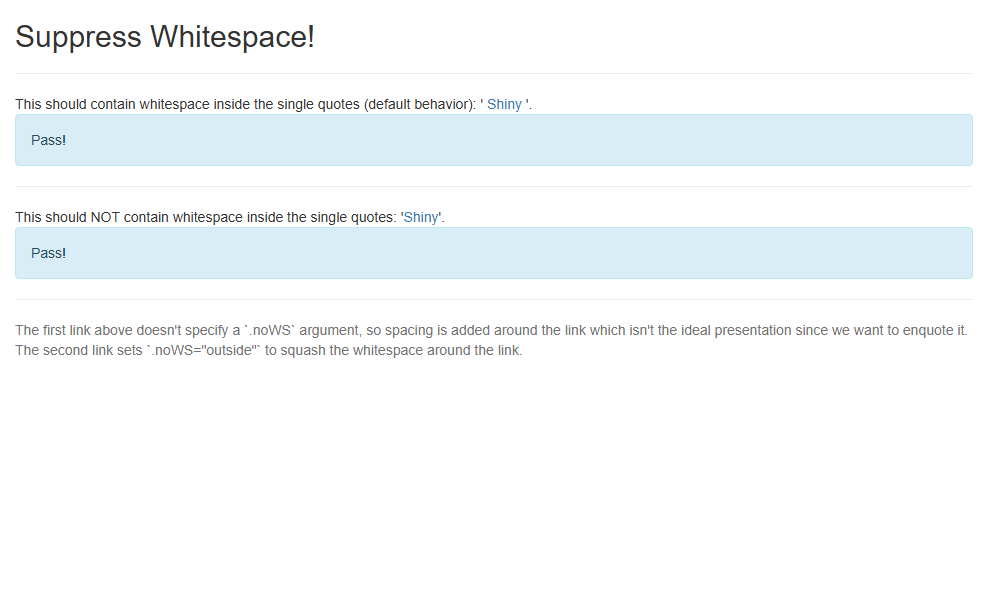 Suppress Whitespace!
This should contain whitespace inside the single quotes (default behavior): ' Shiny '.
Pass!
This should NOT contain whitespace inside the single quotes: 'Shiny'.
Pass!
The first link above doesn't specify a `.noWS` argument, so spacing is added around the link which isn't the ideal presentation since we want to enquote it.
The second link sets `.noWS="outside"` to squash the whitespace around the link.